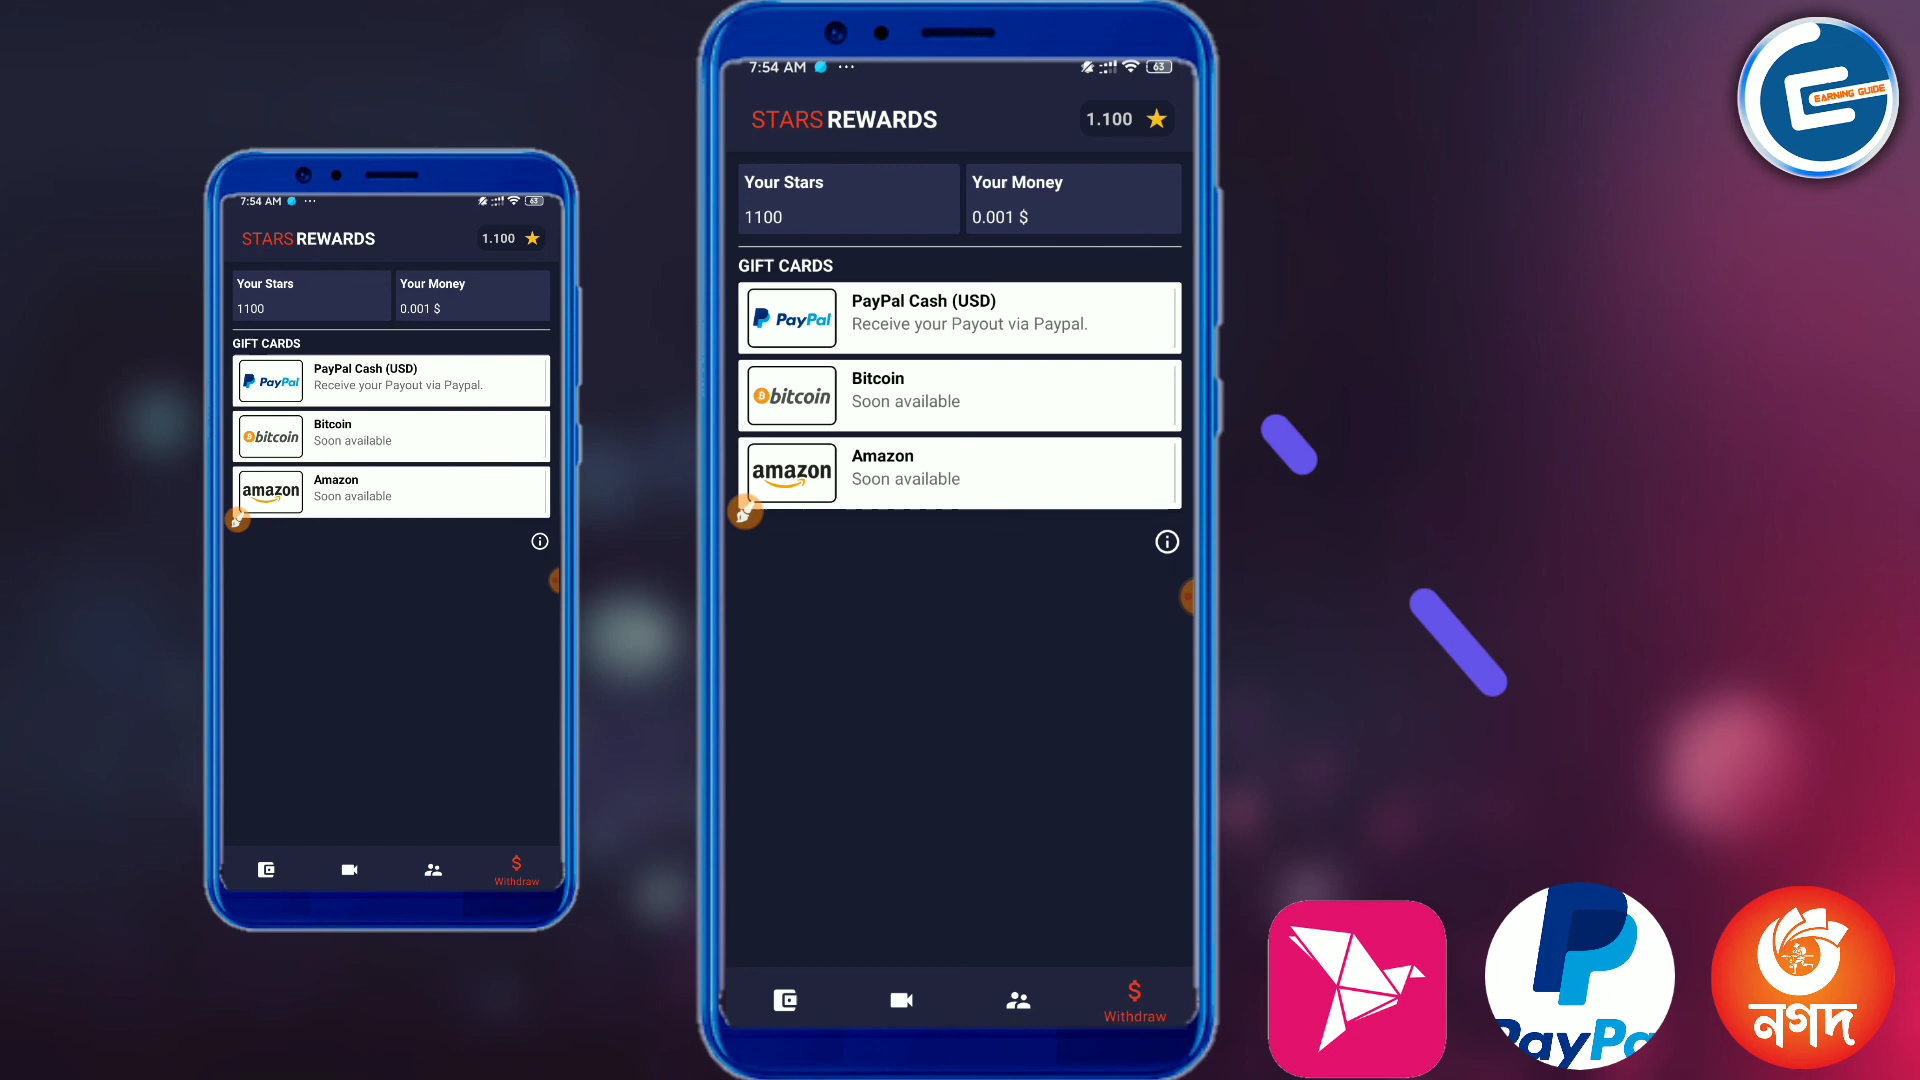 EARNING GUIDE
7:54 AM
63
STARS REWARDS
1.100
Your Stars
1100
Your Money
0.001 $
GIFT CARDS
PayPal
PayPal Cash (USD)
Receive your Payout via Paypal.
bitcoin
Bitcoin
Soon available
amazon
Amazon
Soon available
$
Withdraw
7:54 AM
63
STARS REWARDS
1.100
Your Stars
1100
Your Money
0.001 $
GIFT CARDS
PayPal
PayPal Cash (USD)
Receive your Payout via Paypal.
bitcoin
Bitcoin
Soon available
amazon
Amazon
Soon available
$
Withdraw
PayPa
নগদ